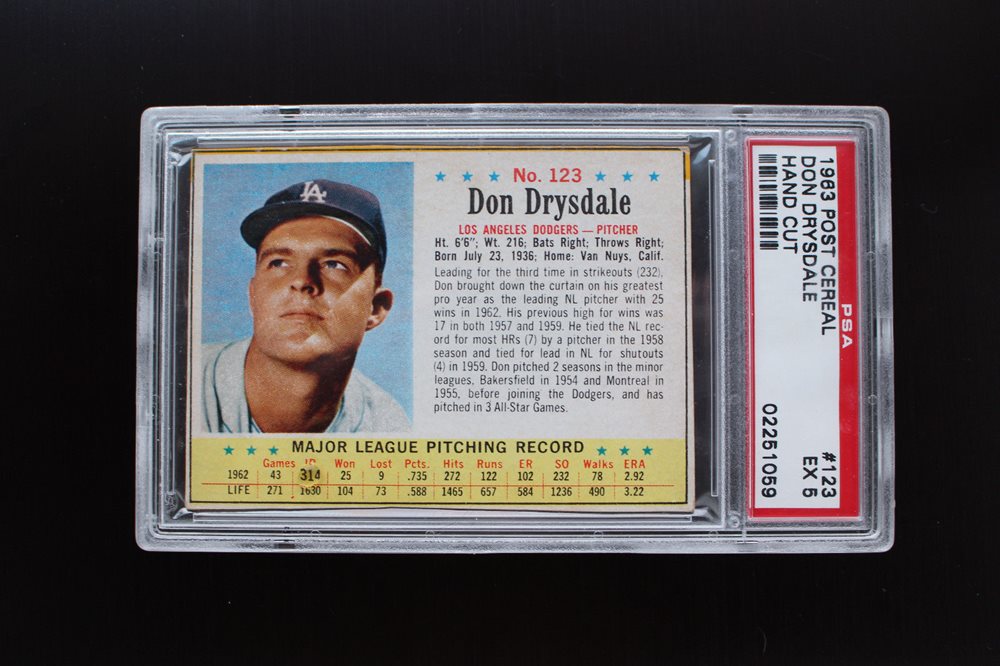 LA
★ ★ ★ ★ No. 123 ★ ★ ★
Don Drysdale
LOS ANGELES DODGERS — PITCHER
Ht. 6'6"; Wt. 216; Bats Right; Throws Right;
Born July 23, 1936; Home: Van Nuys, Calif.
Leading for the third time in strikeouts (232),
Don brought down the curtain on his greatest
pro year as the leading NL pitcher with 25
wins in 1962. His previous high for wins was
17 in both 1957 and 1959. He tied the NL rec-
ord for most HRs (7) by a pitcher in the 1958
season and tied for lead in NL for shutouts
(4) in 1959. Don pitched 2 seasons in the minor
leagues, Bakersfield in 1954 and Montreal in
1955, before joining the Dodgers, and has
pitched in 3 All-Star Games.
★ ★ ★ MAJOR LEAGUE PITCHING RECORD ★ ★ ★
Games IP Won Lost Pcts. Hits Runs ER SO Walks ERA
1962 43 314 25 9 .735 272 122 102 232 78 2.92
LIFE 271 1630 104 73 .588 1465 657 584 1236 490 3.22
1963 POST CEREAL #123
DON DRYSDALE EX 5
HAND CUT
02251059
PSA